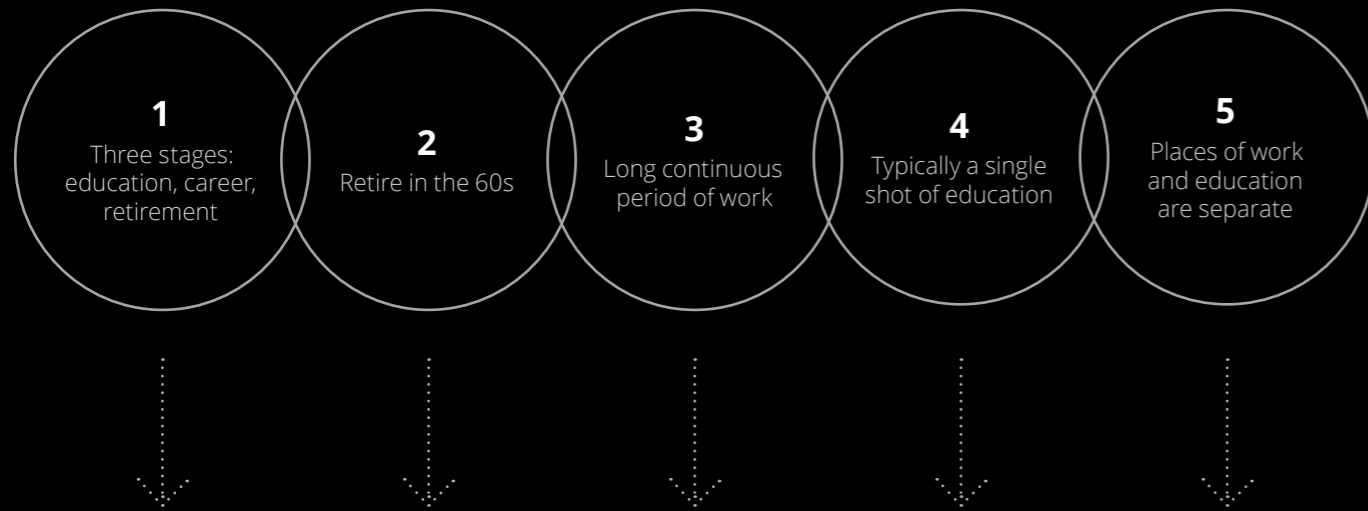 1
Three stages:
education, career,
retirement
2
Retire in the 60s
3
Long continuous
period of work
4
Typically a single
shot of education
5
Places of work
and education
are separate